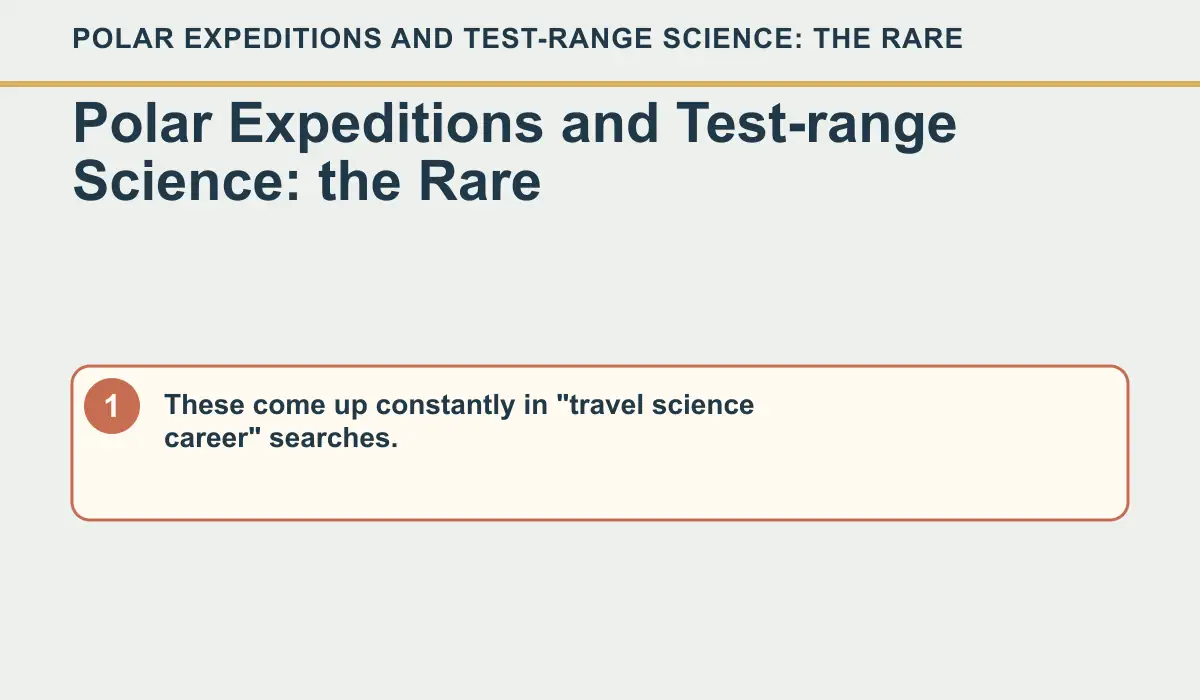 POLAR EXPEDITIONS AND TEST-RANGE SCIENCE: THE RARE
Polar Expeditions and Test-range
Science: the Rare
1
These come up constantly in "travel science
career" searches.